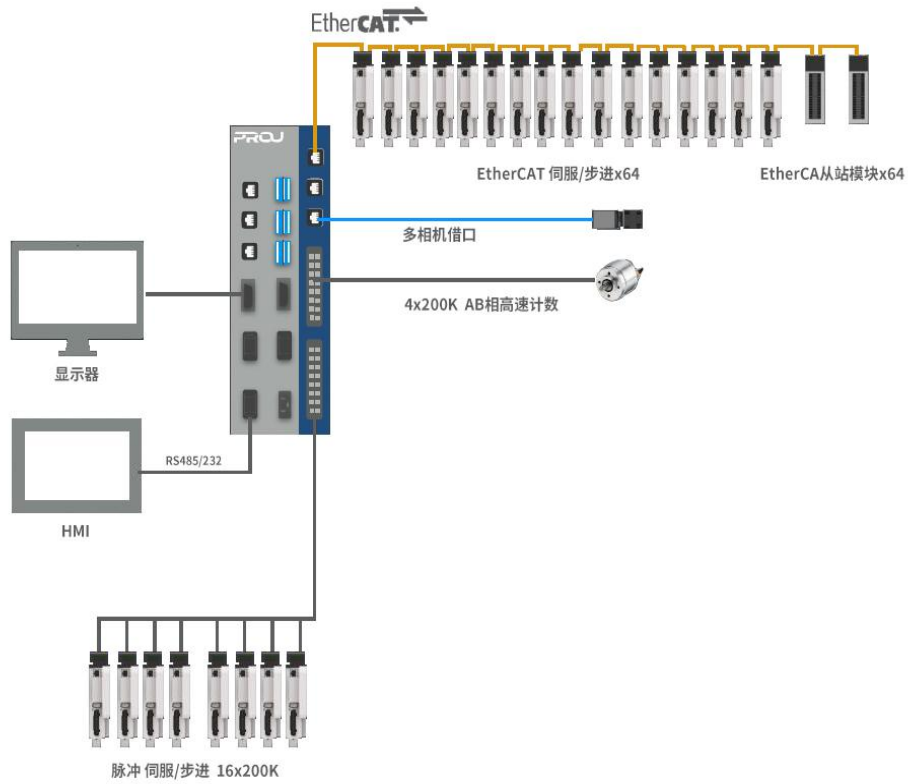 EtherCAT
PROJ
EtherCAT 伺服/步进x64
EtherCA从站模块x64
多相机借口
4x200K AB相高速计数
显示器
RS485/232
HMI
脉冲 伺服/步进 16x200K